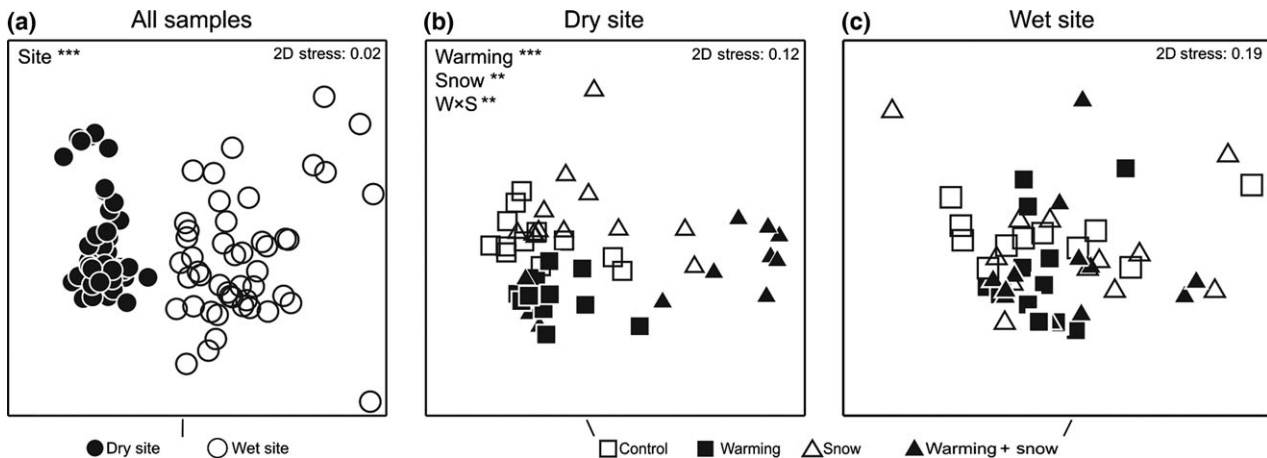 (a) All samples
Site ***
2D stress: 0.02
(b) Dry site
Warming ***
Snow **
W×S **
2D stress: 0.12
(c) Wet site
2D stress: 0.19
Dry site Wet site
Control Warming Snow Warming + snow